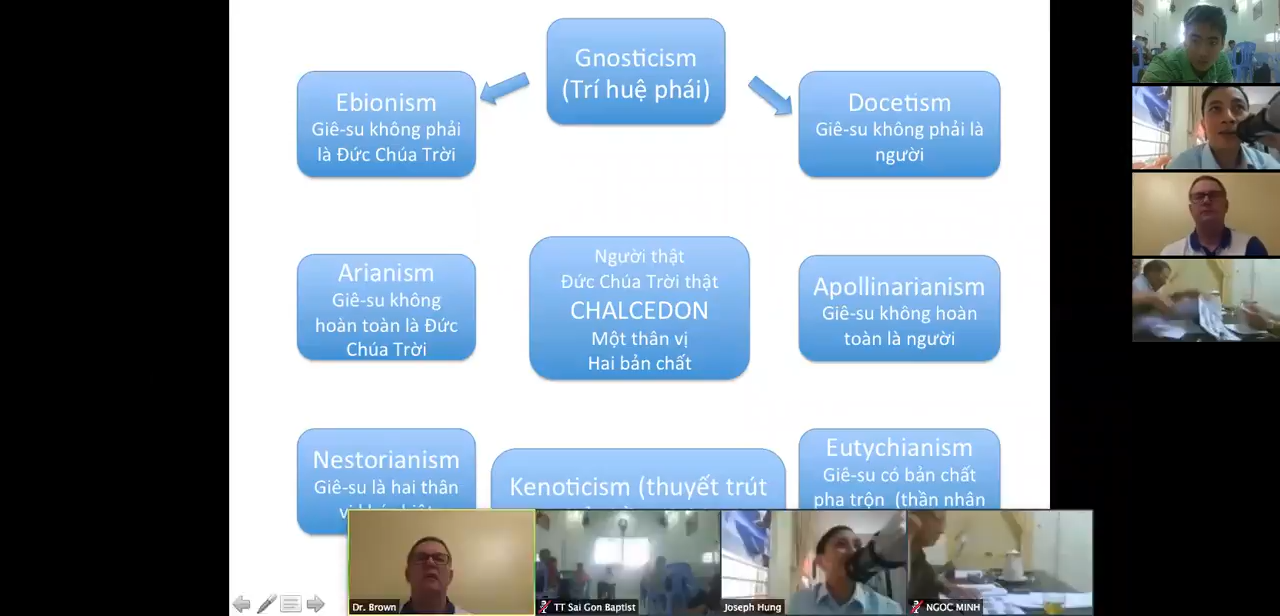 Gnosticism
(Trí huệ phái)
Ebionism
Giê-su không phải
là Đức Chúa Trời
Docetism
Giê-su không phải là
người
Arianism
Giê-su không
hoàn toàn là Đức
Chúa Trời
Người thật
Đức Chúa Trời thật
CHALCEDON
Một thân vị
Hai bản chất
Apollinarianism
Giê-su không hoàn
toàn là người
Nestorianism
Giê-su là hai thân
Kenoticism (thuyết trút
Eutychianism
Giê-su có bản chất
pha trộn (thần nhân
Dr. Brown
TT Sai Gon Baptist
Joseph Hung
NGOC MINH